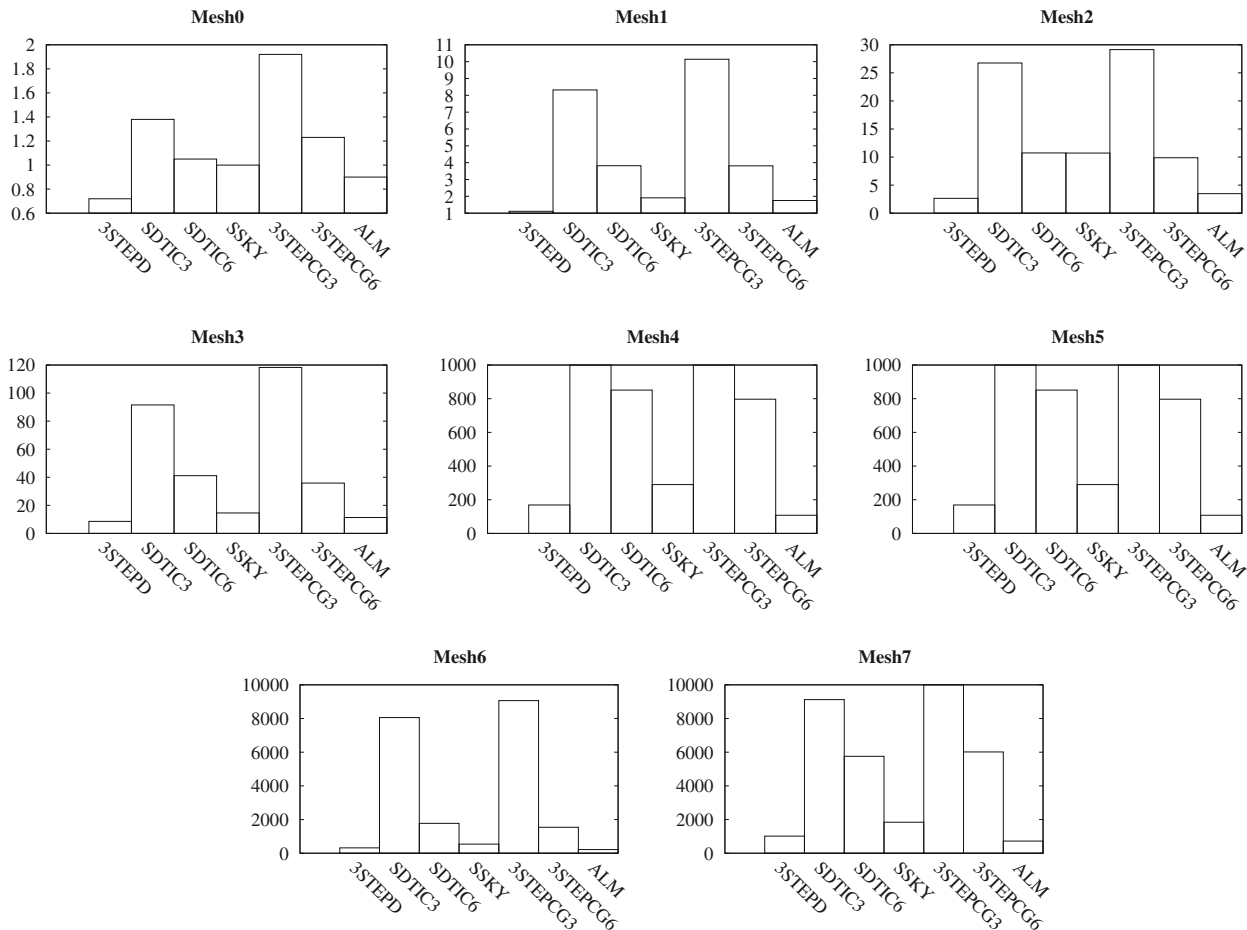 Mesh0
2
1.8
1.6
1.4
1.2
1
0.8
0.6
3STEPD
SDTIC3
SDTIC6
SSKY
3STEPCG3
3STEPCG6
ALM
Mesh1
11
10
9
8
7
6
5
4
3
2
1
3STEPD
SDTIC3
SDTIC6
SSKY
3STEPCG3
3STEPCG6
ALM
Mesh2
30
25
20
15
10
5
0
3STEPD
SDTIC3
SDTIC6
SSKY
3STEPCG3
3STEPCG6
ALM
Mesh3
120
100
80
60
40
20
0
3STEPD
SDTIC3
SDTIC6
SSKY
3STEPCG3
3STEPCG6
ALM
Mesh4
1000
800
600
400
200
0
3STEPD
SDTIC3
SDTIC6
SSKY
3STEPCG3
3STEPCG6
ALM
Mesh5
1000
800
600
400
200
0
3STEPD
SDTIC3
SDTIC6
SSKY
3STEPCG3
3STEPCG6
ALM
Mesh6
10000
8000
6000
4000
2000
0
3STEPD
SDTIC3
SDTIC6
SSKY
3STEPCG3
3STEPCG6
ALM
Mesh7
10000
8000
6000
4000
2000
0
3STEPD
SDTIC3
SDTIC6
SSKY
3STEPCG3
3STEPCG6
ALM